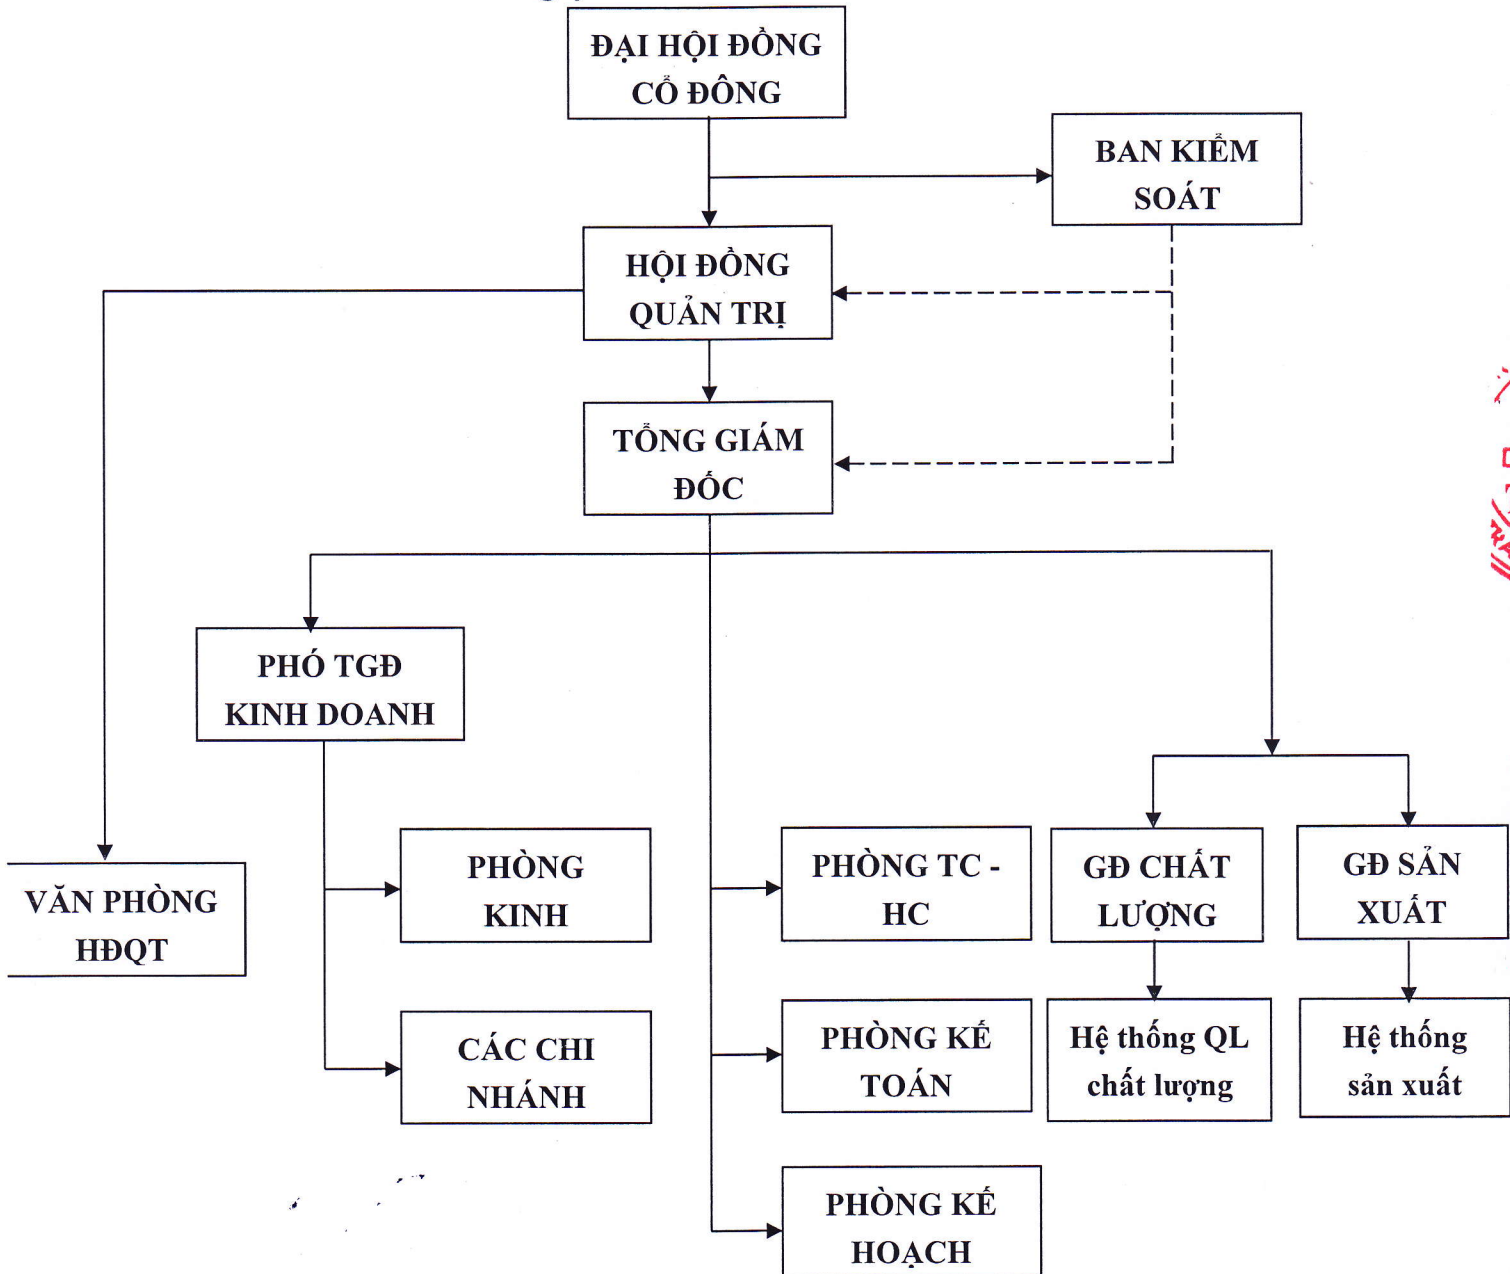 ĐẠI HỘI ĐỒNG
CỔ ĐÔNG
BAN KIỂM
SOÁT
HỘI ĐỒNG
QUẢN TRỊ
TỔNG GIÁM
ĐỐC
PHÓ TGĐ
KINH DOANH
VĂN PHÒNG
HĐQT
PHÒNG
KINH
CÁC CHI
NHÁNH
PHÒNG TC -
HC
PHÒNG KẾ
TOÁN
PHÒNG KẾ
HOẠCH
GĐ CHẤT
LƯỢNG
Hệ thống QL
chất lượng
GĐ SẢN
XUẤT
Hệ thống
sản xuất